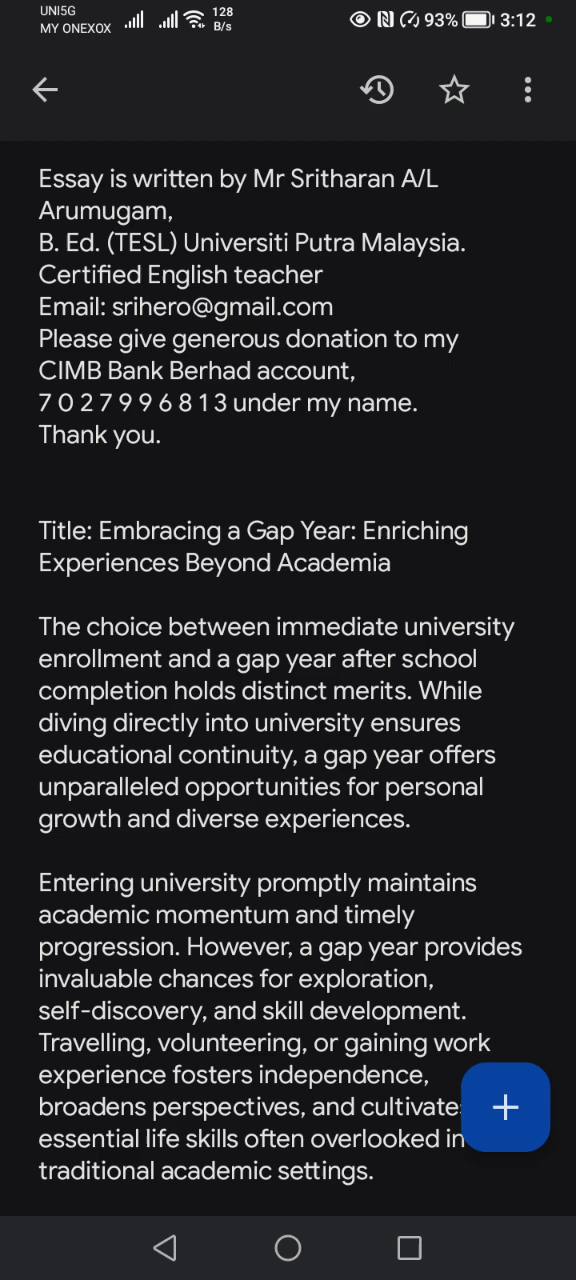 UNI5G
MY ONEXOX
128
B/s
93%
3:12
Essay is written by Mr Sritharan A/L
Arumugam,
B. Ed. (TESL) Universiti Putra Malaysia.
Certified English teacher
Email: srihero@gmail.com
Please give generous donation to my
CIMB Bank Berhad account,
7 0 2 7 9 9 6 8 1 3 under my name.
Thank you.
Title: Embracing a Gap Year: Enriching
Experiences Beyond Academia
The choice between immediate university
enrollment and a gap year after school
completion holds distinct merits. While
diving directly into university ensures
educational continuity, a gap year offers
unparalleled opportunities for personal
growth and diverse experiences.
Entering university promptly maintains
academic momentum and timely
progression. However, a gap year provides
invaluable chances for exploration,
self-discovery, and skill development.
Travelling, volunteering, or gaining work
experience fosters independence,
broadens perspectives, and cultivate
essential life skills often overlooked in
traditional academic settings.